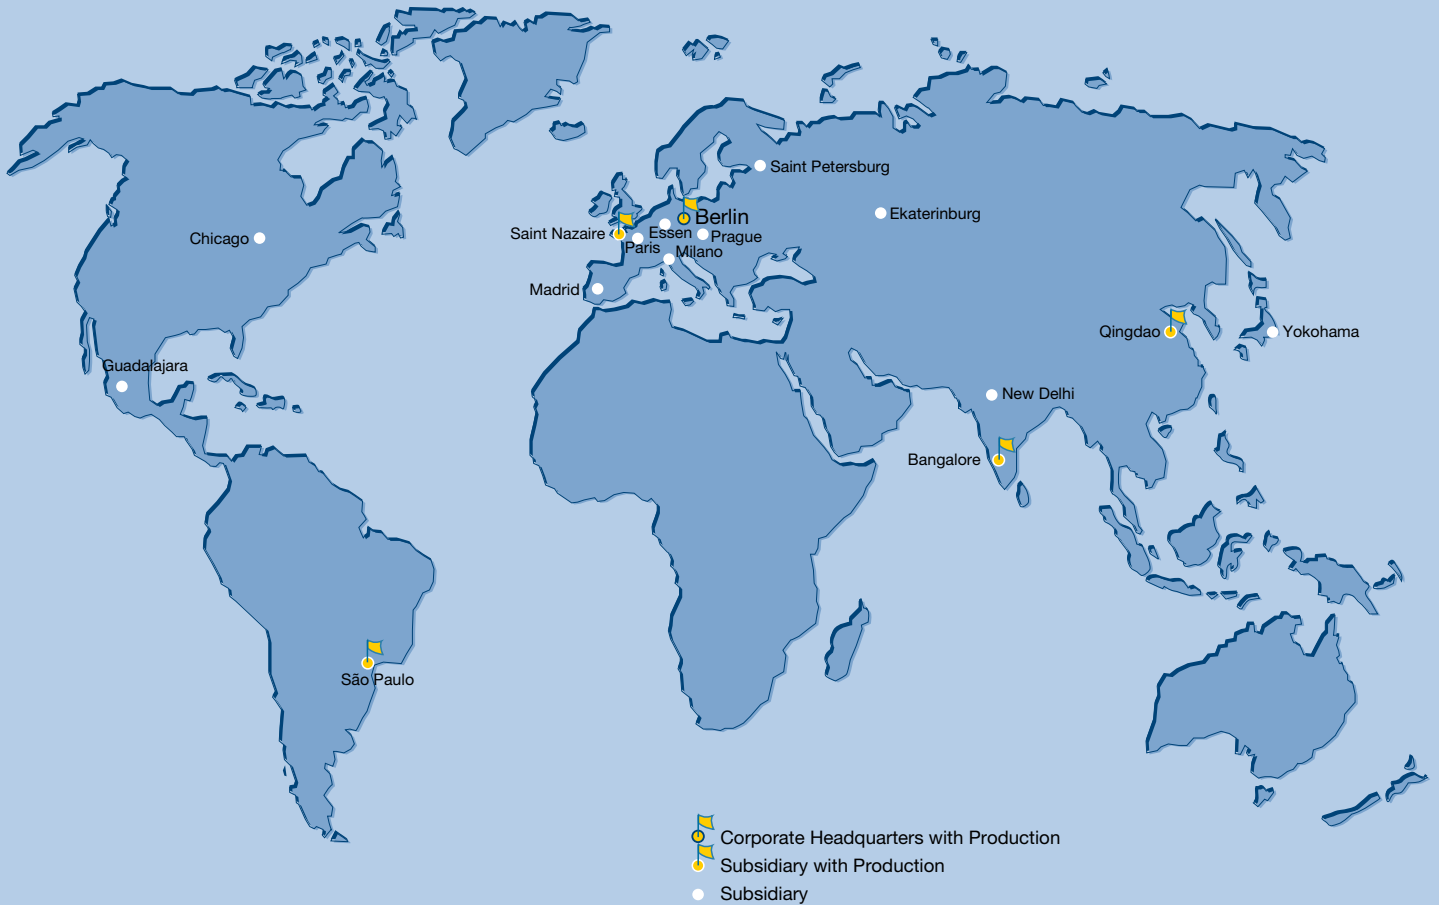 Saint Petersburg
Ekaterinburg
Berlin
Essen
Saint Nazaire
Prague
Chicago
Paris
Milano
Madrid
Qingdao
Yokohama
Guadalajara
New Delhi
Bangalore
São Paulo
Corporate Headquarters with Production
Subsidiary with Production
Subsidiary